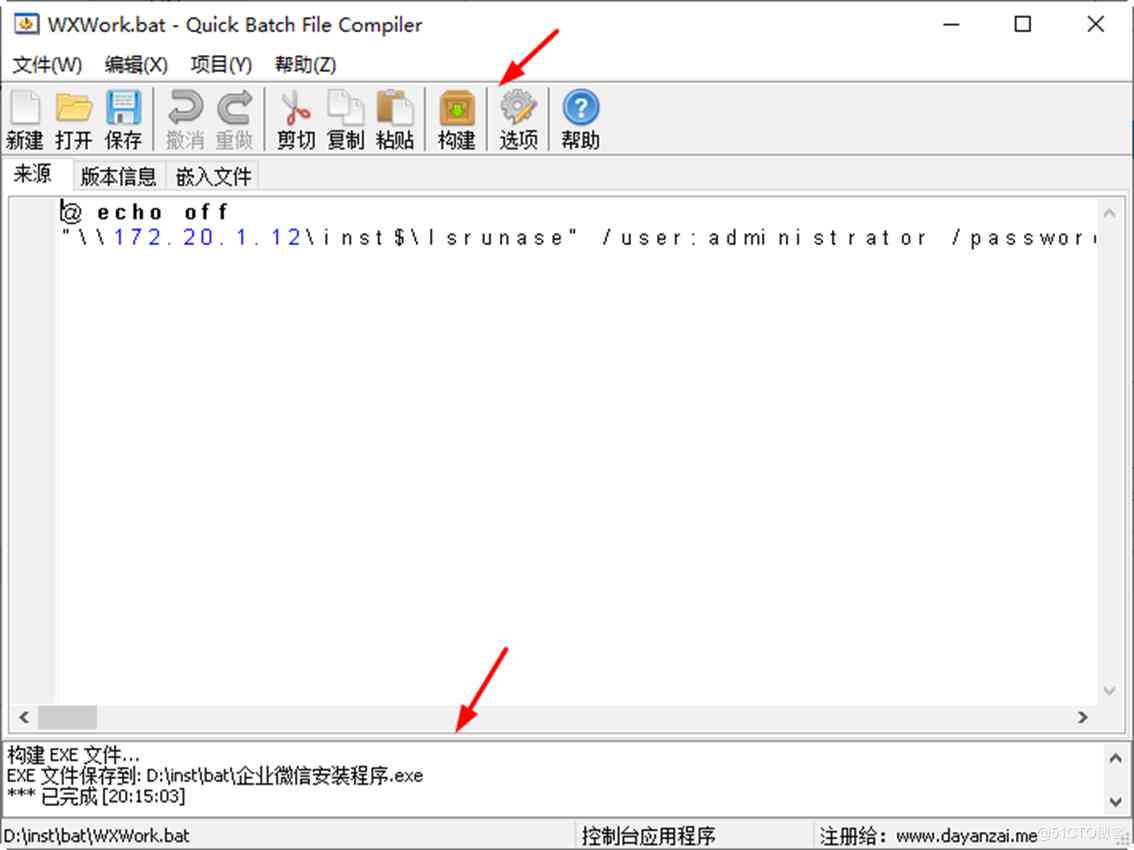 WXWork.bat - Quick Batch File Compiler
文件(W) 编辑(X) 项目(Y) 帮助(Z)
新建 打开 保存 撤消 重做 剪切 复制 粘贴 构建 选项 帮助
来源 版本信息 嵌入文件
@ echo off
"\\172.20.1.12\inst$\lsrunase" /user:administrator /passwor
构建 EXE 文件...
EXE 文件保存到: D:\inst\bat\企业微信安装程序.exe
*** 已完成 [20:15:03]
D:\inst\bat\WXWork.bat 控制台应用程序 注册给: www.dayanzai.me
@51CTO博客